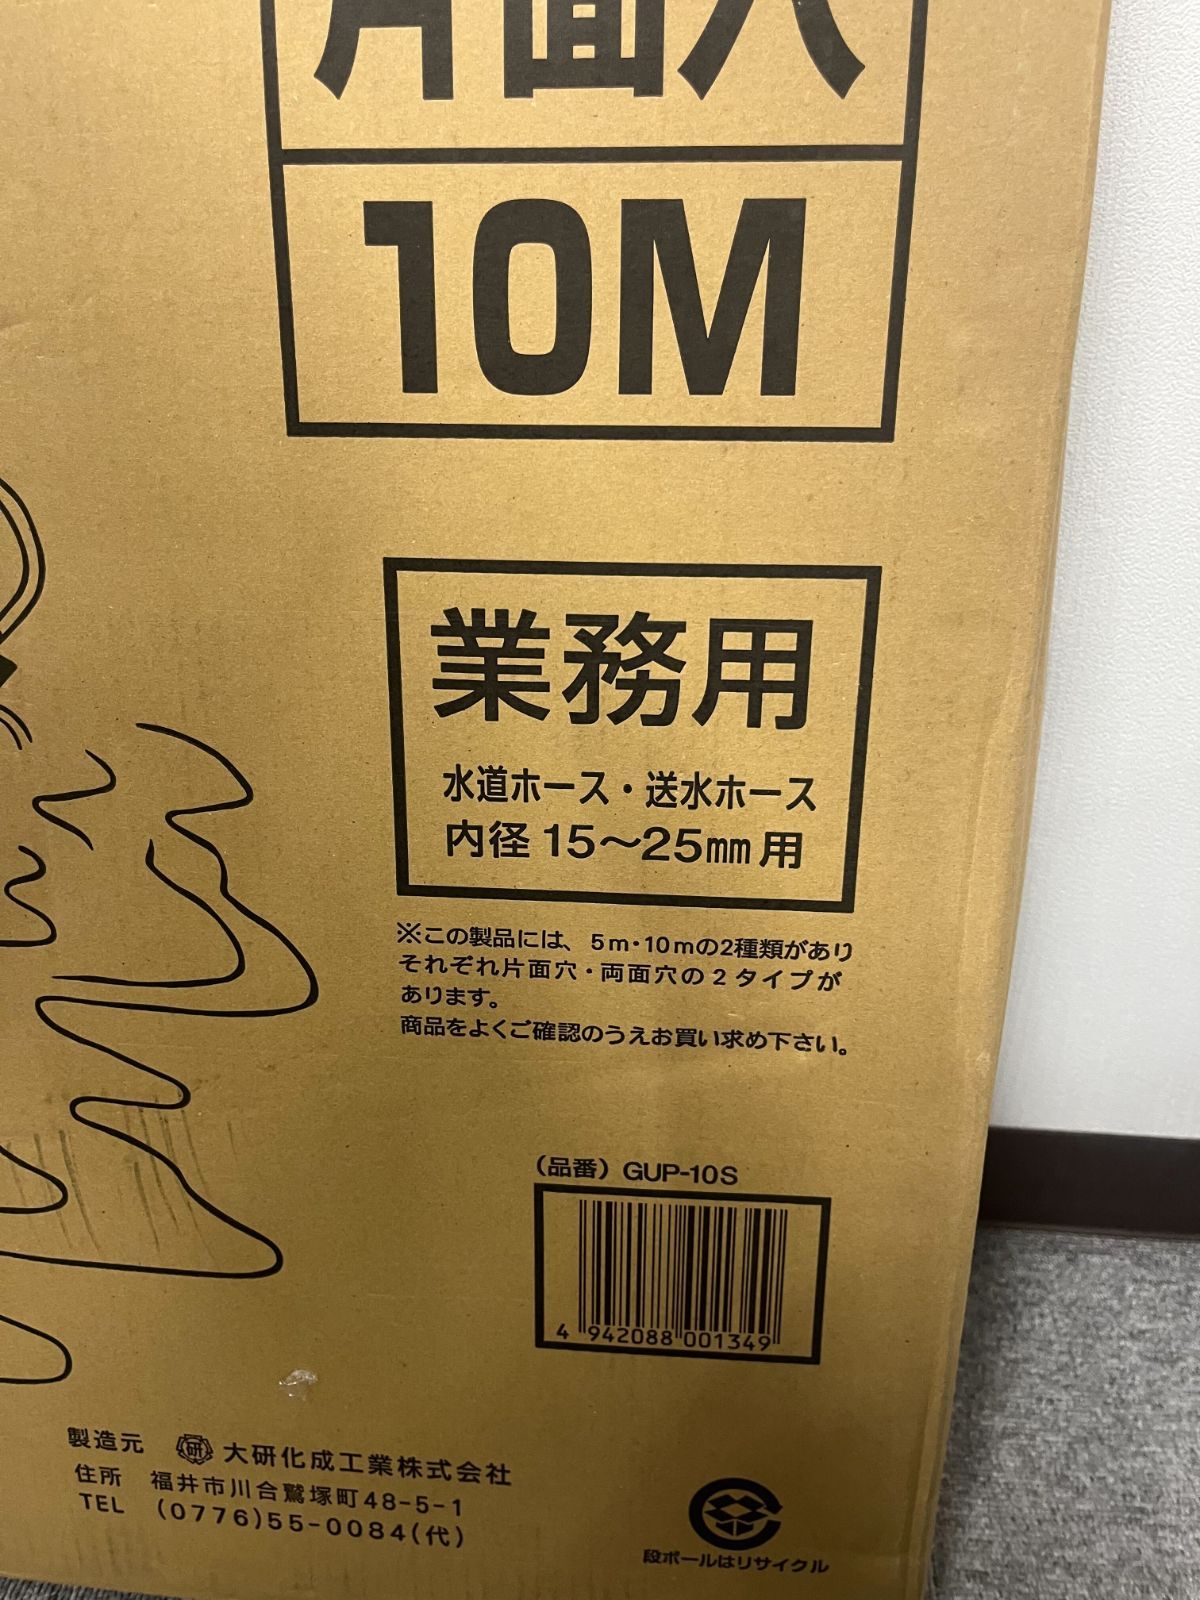 片面穴
10M
業務用
水道ホース・送水ホース
内径 15～25㎜用
※この製品には、5m・10mの2種類があり
それぞれ片面穴・両面穴の2タイプが
あります。
商品をよくご確認のうえお買い求め下さい。
(品番) GUP-10S
4 942088 001349
製造元 研 大研化成工業株式会社
住所 福井市川合鷲塚町48-5-1
TEL (0776)55-0084(代)
段ボールはリサイクル